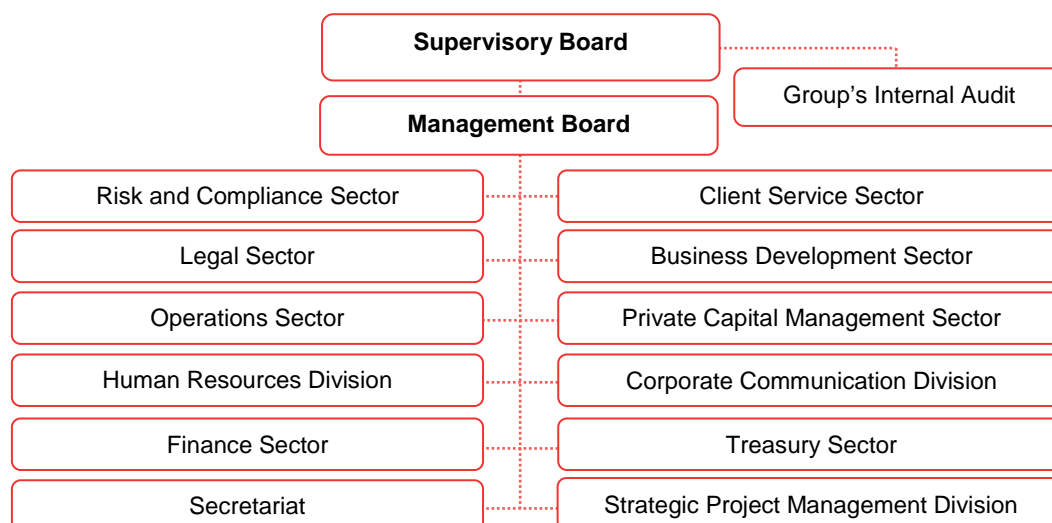 Supervisory Board
Group’s Internal Audit
Management Board
Risk and Compliance Sector
Client Service Sector
Legal Sector
Business Development Sector
Operations Sector
Private Capital Management Sector
Human Resources Division
Corporate Communication Division
Finance Sector
Treasury Sector
Secretariat
Strategic Project Management Division